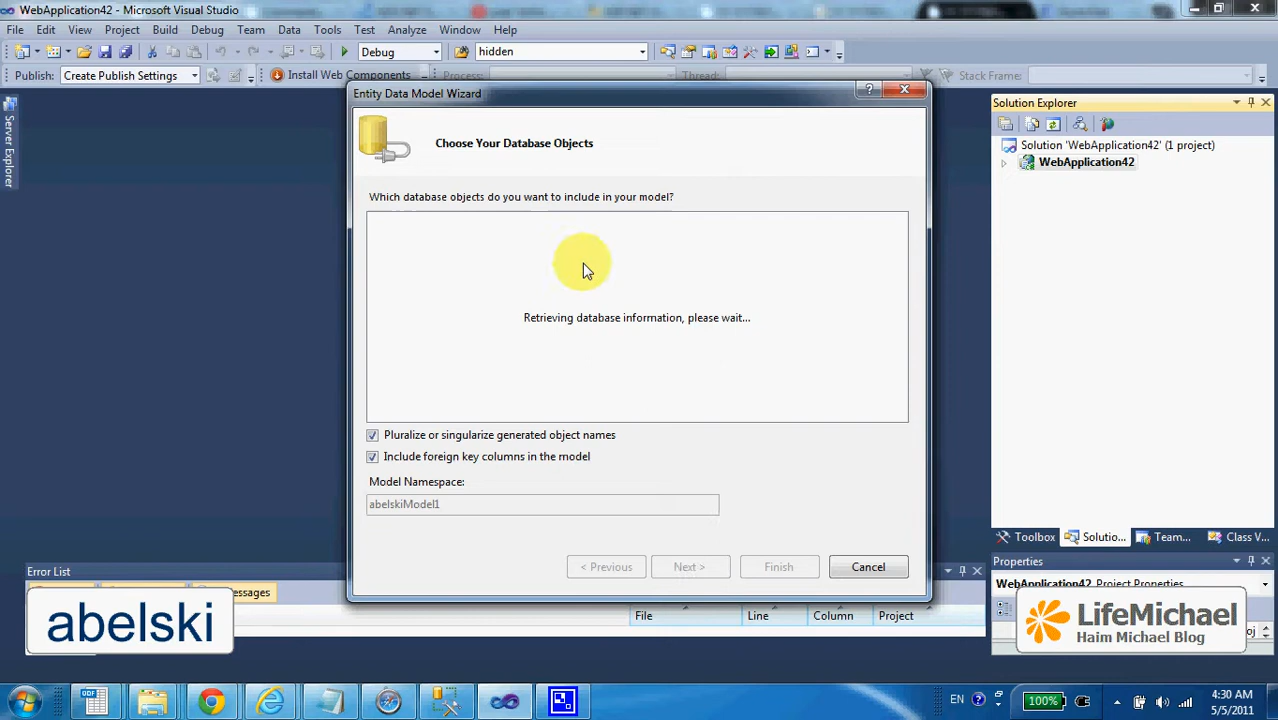 WebApplication42 - Microsoft Visual Studio
File Edit View Project Build Debug Team Data Tools Test Analyze Window Help
Debug hidden
Publish: Create Publish Settings Install Web Components Process: Thread: Stack Frame:
Server Explorer
Entity Data Model Wizard
Choose Your Database Objects
Which database objects do you want to include in your model?
Retrieving database information, please wait...
Pluralize or singularize generated object names
Include foreign key columns in the model
Model Namespace:
abelskiModel1
< Previous Next > Finish Cancel
Solution Explorer
Solution 'WebApplication42' (1 project)
WebApplication42
Toolbox Solutio... Team... Class V...
Properties
WebApplication42 Project Properties
Error List
File Line Column Project
abelski
LifeMichael
Haim Michael Blog
ODF
EN 100% 4:30 AM
5/5/2011